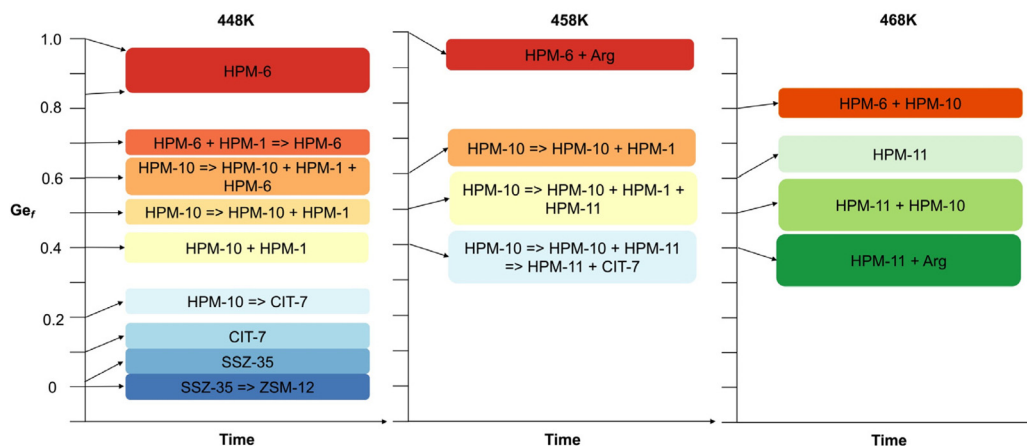 448K
458K
468K
1.0
0.8
0.6
Ge𝑓
0.4
0.2
0
HPM-6
HPM-6 + HPM-1 => HPM-6
HPM-10 => HPM-10 + HPM-1 +
HPM-6
HPM-10 => HPM-10 + HPM-1
HPM-10 + HPM-1
HPM-10 => CIT-7
CIT-7
SSZ-35
SSZ-35 => ZSM-12
Time
HPM-6 + Arg
HPM-10 => HPM-10 + HPM-1
HPM-10 => HPM-10 + HPM-1 +
HPM-11
HPM-10 => HPM-10 + HPM-11
=> HPM-11 + CIT-7
Time
HPM-6 + HPM-10
HPM-11
HPM-11 + HPM-10
HPM-11 + Arg
Time